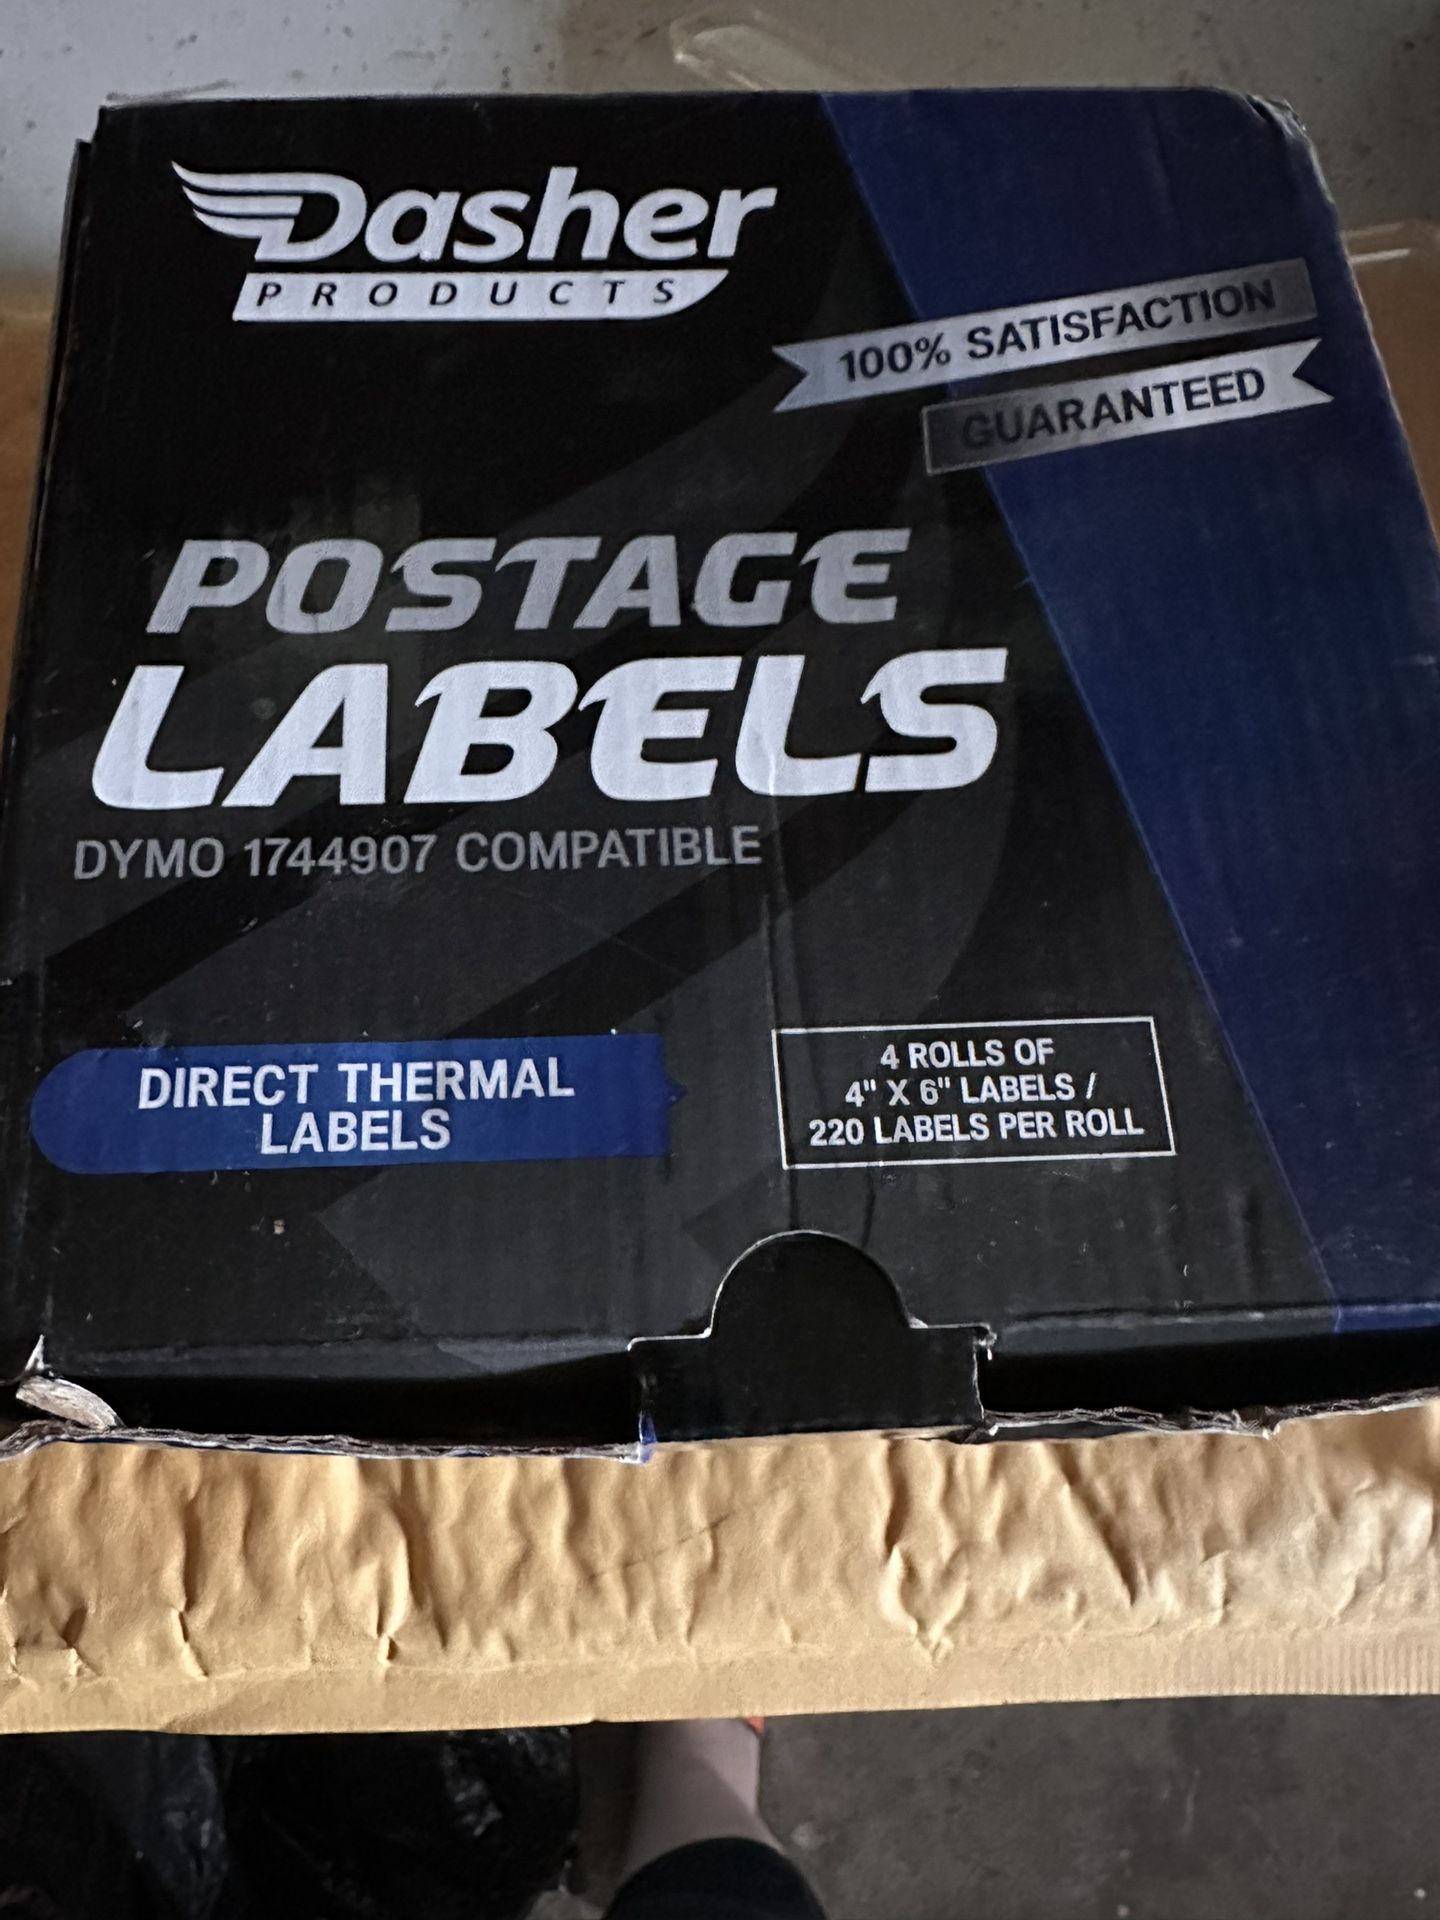 Dasher
PRODUCTS
100% SATISFACTION
GUARANTEED
POSTAGE
LABELS
DYMO 1744907 COMPATIBLE
DIRECT THERMAL
LABELS
4 ROLLS OF
4" X 6" LABELS /
220 LABELS PER ROLL